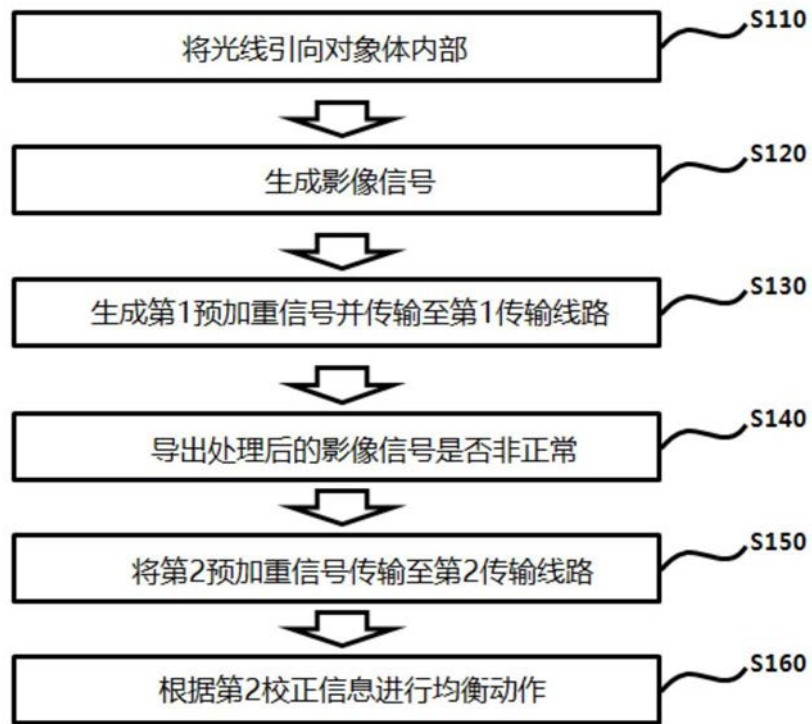 S110
将光线引向对象体内部
S120
生成影像信号
S130
生成第1预加重信号并传输至第1传输线路
S140
导出处理后的影像信号是否非正常
S150
将第2预加重信号传输至第2传输线路
S160
根据第2校正信息进行均衡动作